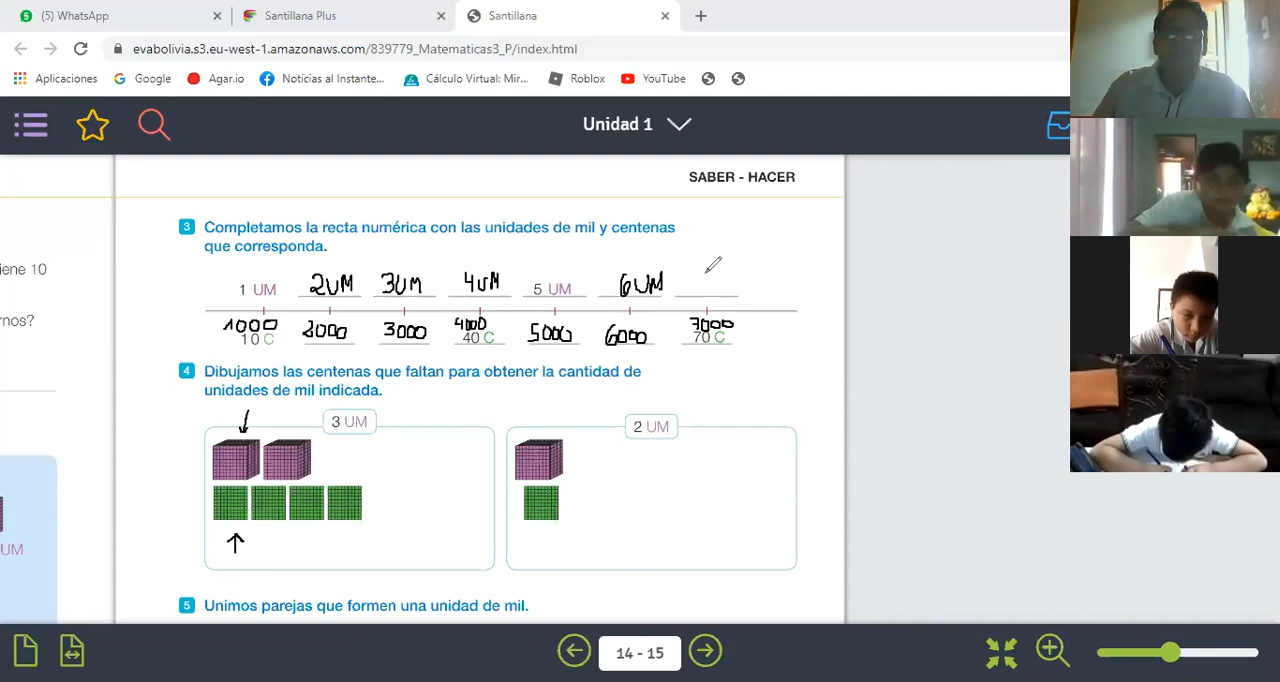 (5) WhatsApp
Santillana Plus
Santillana
evabolivia.s3.eu-west-1.amazonaws.com/839779_Matematicas3_P/index.html
Aplicaciones Google Agar.io Noticias al Instante... Cálculo Virtual: Mir... Roblox YouTube
Unidad 1
SABER - HACER
iene 10
rnos?
UM
3 Completamos la recta numérica con las unidades de mil y centenas
que corresponda.
1 UM 2UM 3UM 4UM 5 UM 6UM
1000 2000 3000 4000 5000 6000 7000
10 C 40 C 70 C
4 Dibujamos las centenas que faltan para obtener la cantidad de
unidades de mil indicada.
3 UM 2 UM
5 Unimos parejas que formen una unidad de mil.
14 - 15